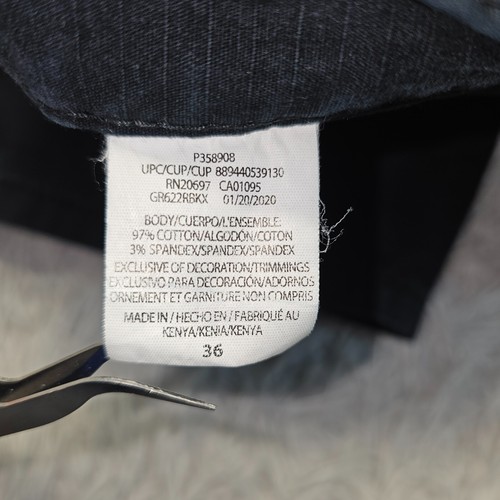 P358908
UPC/CUP/CUP 889440539130
RN20697 CA01095
GR622RBKX 01/20/2020
BODY/CUERPO/L'ENSEMBLE:
97% COTTON/ALGODÓN/COTON
3% SPANDEX/SPANDEX/SPANDEX
EXCLUSIVE OF DECORATION/TRIMMINGS
EXCLUSIVO PARA DECORACIÓN/ADORNOS
ORNEMENT ET GARNITURE NON COMPRIS
MADE IN / HECHO EN / FABRIQUÉ AU
KENYA/KENIA/KENYA
36